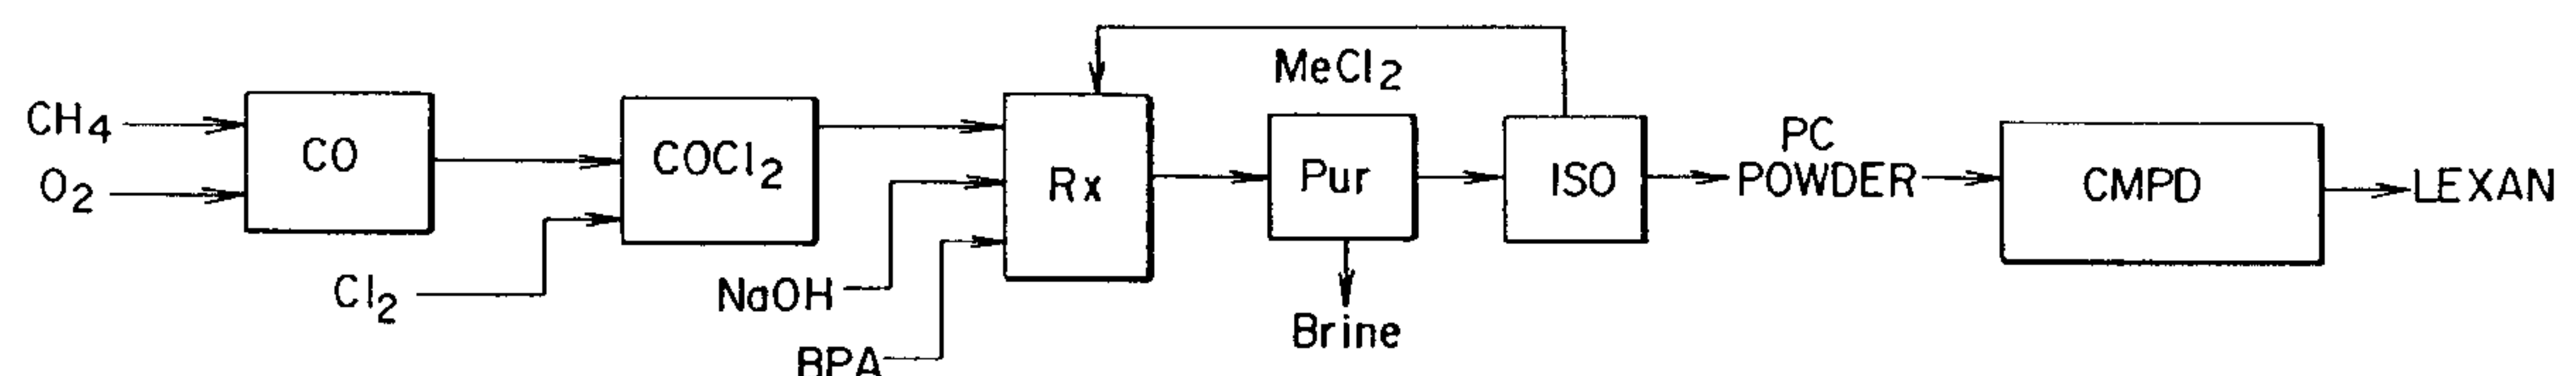 CH4
O2
CO
Cl2
COCl2
NaOH
BPA
Rx
MeCl2
Pur
Brine
ISO
PC
POWDER
CMPD
LEXAN